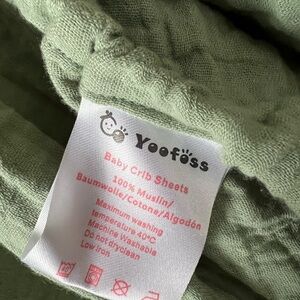 Yoofoss
Baby Crib Sheets
100% Muslin/
Baumwolle/Cotone/Algodón
Maximum washing
temperature 40°C
Machine Washable
Do not dryclean
Low iron